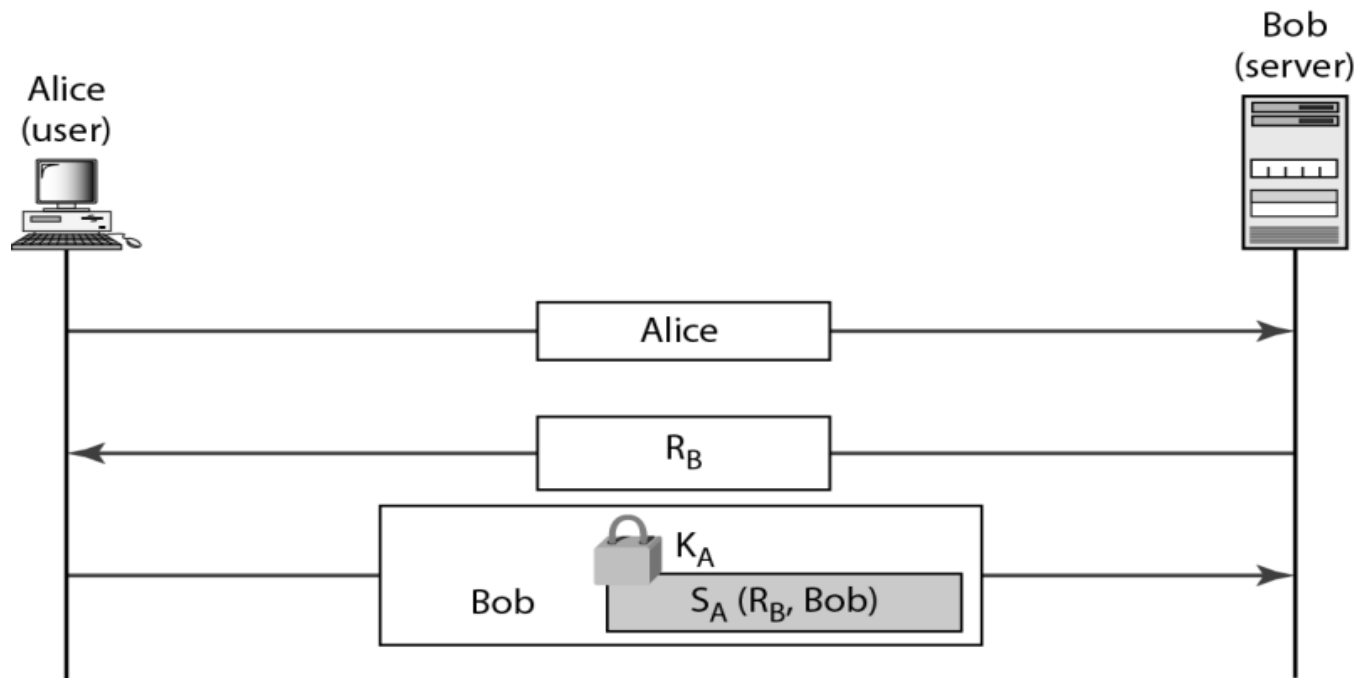 Alice
(user)
Bob
(server)
Alice
R_B
K_A
Bob
S_A (R_B, Bob)